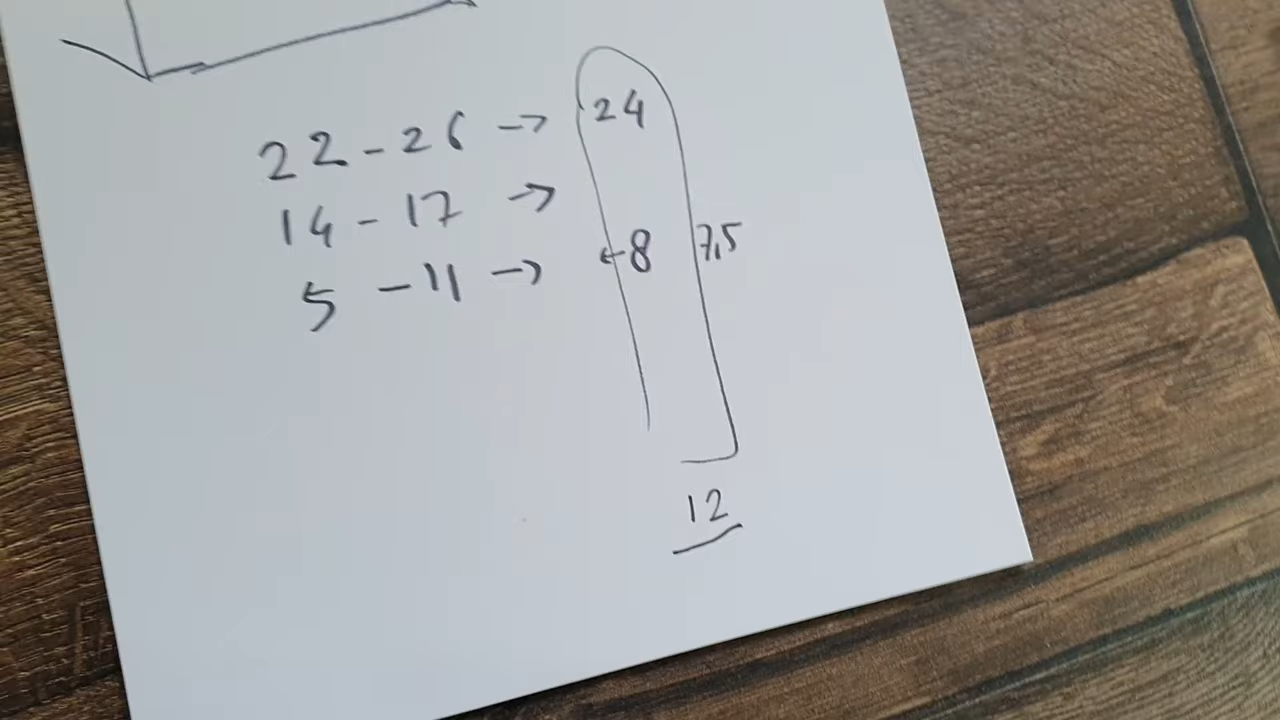 22-26 → 24
14-17 →
5-11 → ←8 7,5
12